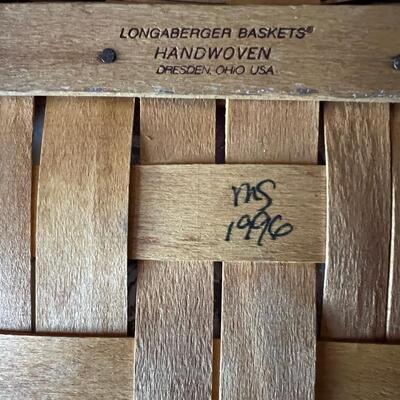 LONGABERGER BASKETS®
HANDWOVEN
DRESDEN, OHIO USA
MS
1996